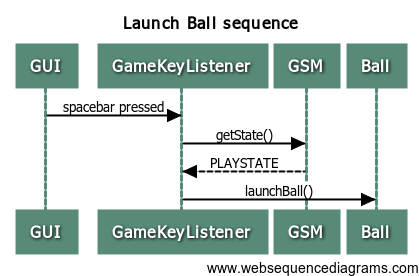 Launch Ball sequence
GUI GameKeyListener GSM Ball
spacebar pressed
getState()
PLAYSTATE
launchBall()
GUI GameKeyListener GSM Ball
www.websequencediagrams.com